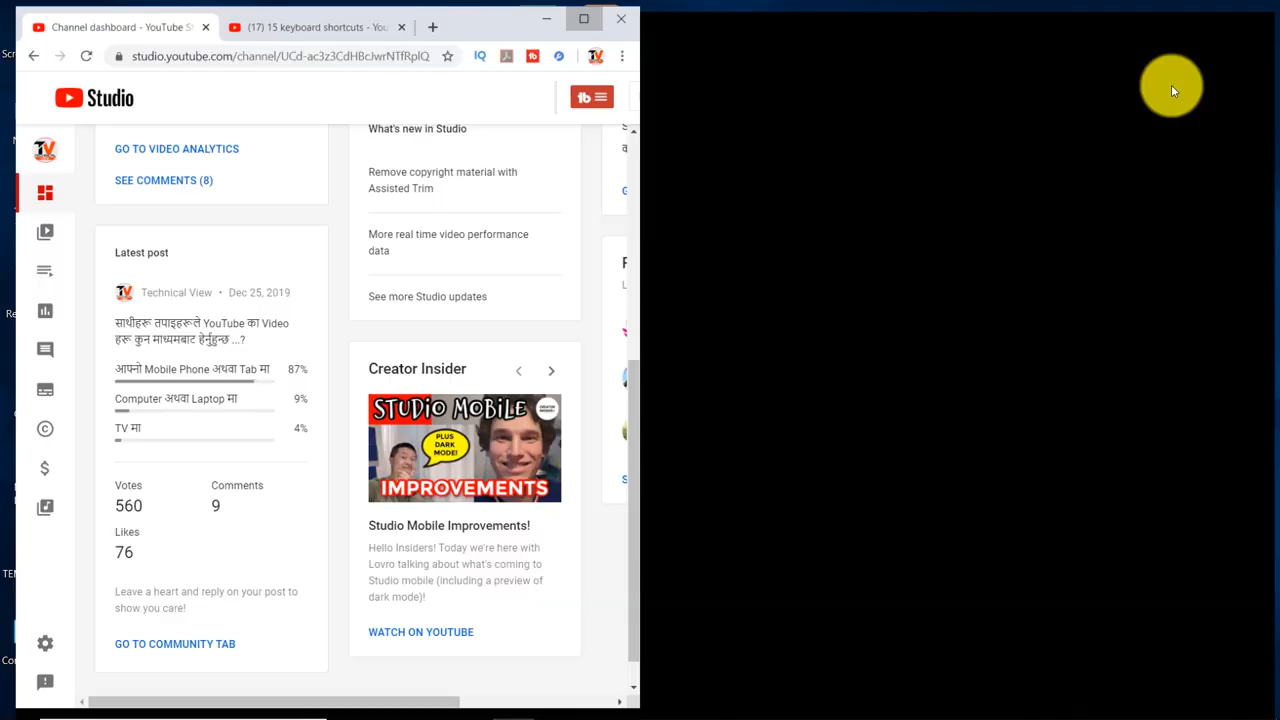 Channel dashboard - YouTube S
(17) 15 keyboard shortcuts - You
studio.youtube.com/channel/UCd-ac3z3CdHBcJwrNTfRplQ
IQ
tb
TV
Studio
tb
TV
GO TO VIDEO ANALYTICS
SEE COMMENTS (8)
Latest post
Technical View • Dec 25, 2019
साथीहरू तपाइहरूले YouTube का Video
हरू कुन माध्यमबाट हेर्नुहुन्छ ...?
आफ्नो Mobile Phone अथवा Tab मा 87%
Computer अथवा Laptop मा 9%
TV मा 4%
Votes Comments
560 9
Likes
76
Leave a heart and reply on your post to
show you care!
GO TO COMMUNITY TAB
What's new in Studio
Remove copyright material with
Assisted Trim
More real time video performance
data
See more Studio updates
Creator Insider
STUDIO MOBILE
PLUS
DARK
MODE!
IMPROVEMENTS
Studio Mobile Improvements!
Hello Insiders! Today we're here with
Lovro talking about what's coming to
Studio mobile (including a preview of
dark mode)!
WATCH ON YOUTUBE